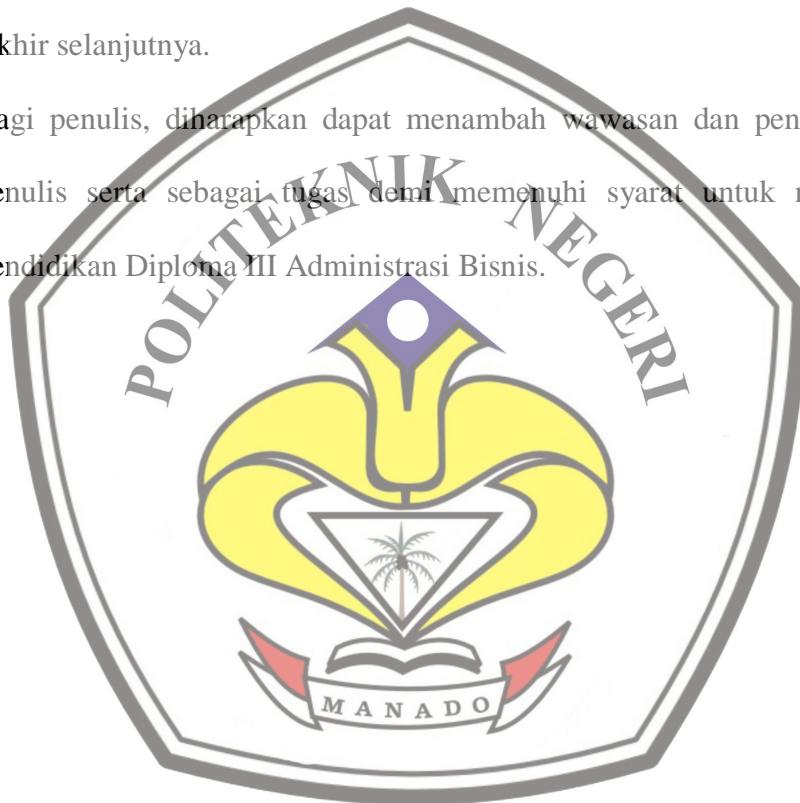 khir selanjutnya.
agi penulis, diharapkan dapat menambah wawasan dan pen
enulis serta sebagai tugas demi memenuhi syarat untuk
endidikan Diploma III Administrasi Bisnis.
POLITEKNIK NEGERI
MANADO